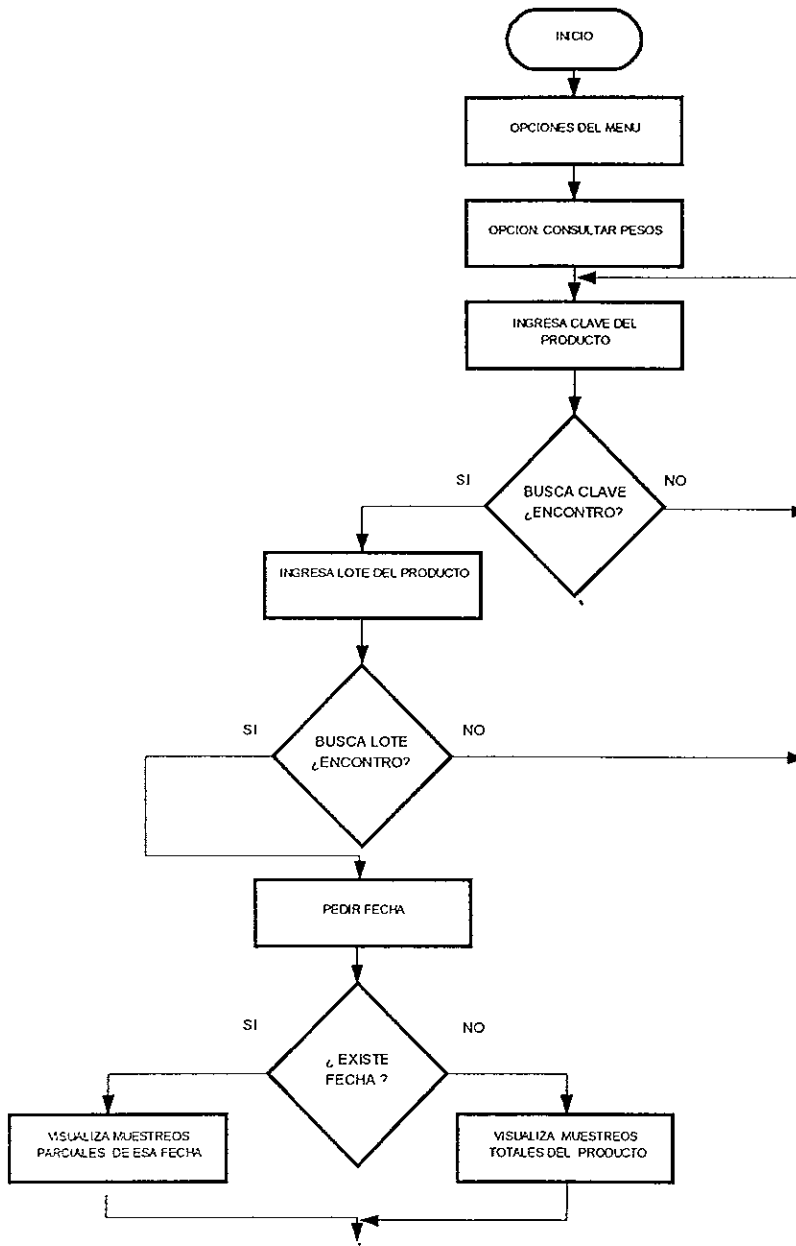 INICIO
OPCIONES DEL MENU
OPCION: CONSULTAR PESOS
INGRESA CLAVE DEL
PRODUCTO
SI
NO
BUSCA CLAVE
¿ENCONTRO?
INGRESA LOTE DEL PRODUCTO
SI
NO
BUSCA LOTE
¿ENCONTRO?
PEDIR FECHA
SI
NO
¿ EXISTE
FECHA ?
VISUALIZA MUESTREOS
PARCIALES DE ESA FECHA
VISUALIZA MUESTREOS
TOTALES DEL PRODUCTO